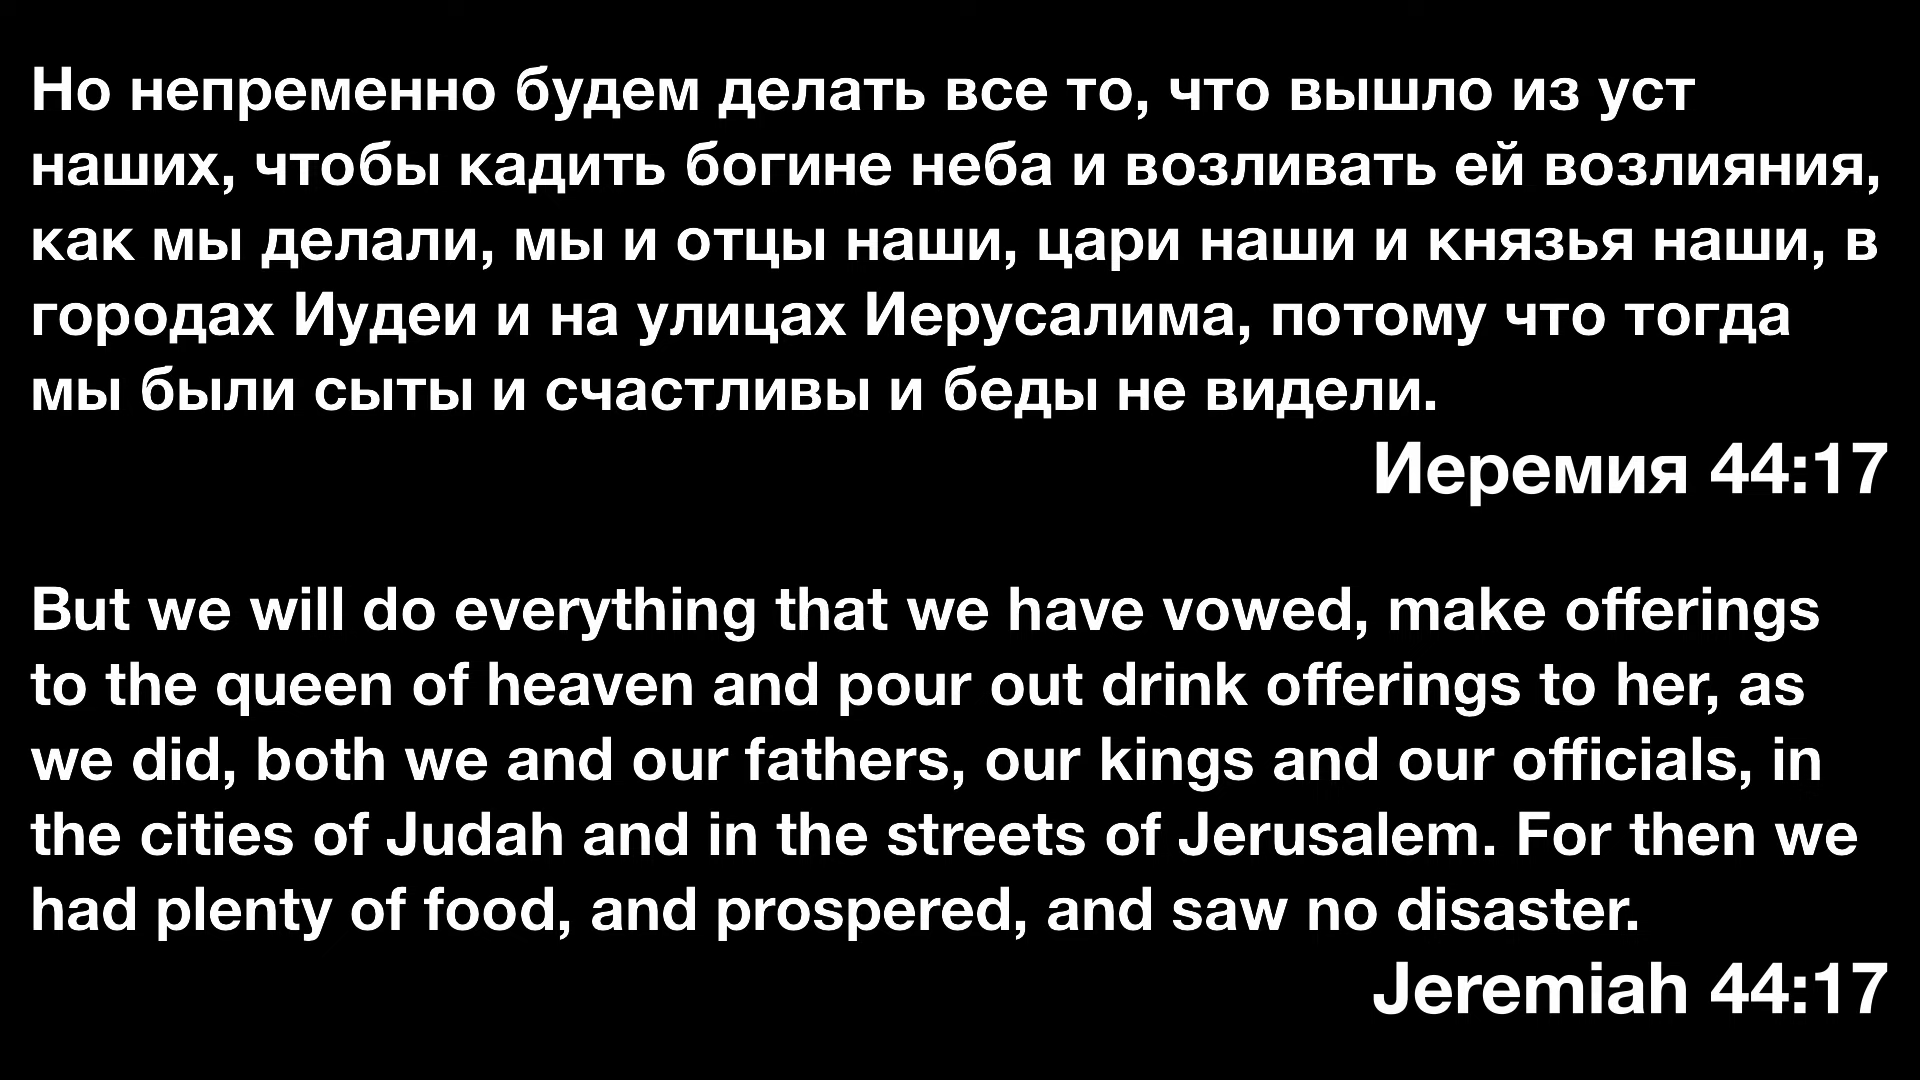 Но непременно будем делать все то, что вышло из уст
наших, чтобы кадить богине неба и возливать ей возлияния,
как мы делали, мы и отцы наши, цари наши и князья наши, в
городах Иудеи и на улицах Иерусалима, потому что тогда
мы были сыты и счастливы и беды не видели.
Иеремия 44:17
But we will do everything that we have vowed, make offerings
to the queen of heaven and pour out drink offerings to her, as
we did, both we and our fathers, our kings and our officials, in
the cities of Judah and in the streets of Jerusalem. For then we
had plenty of food, and prospered, and saw no disaster.
Jeremiah 44:17